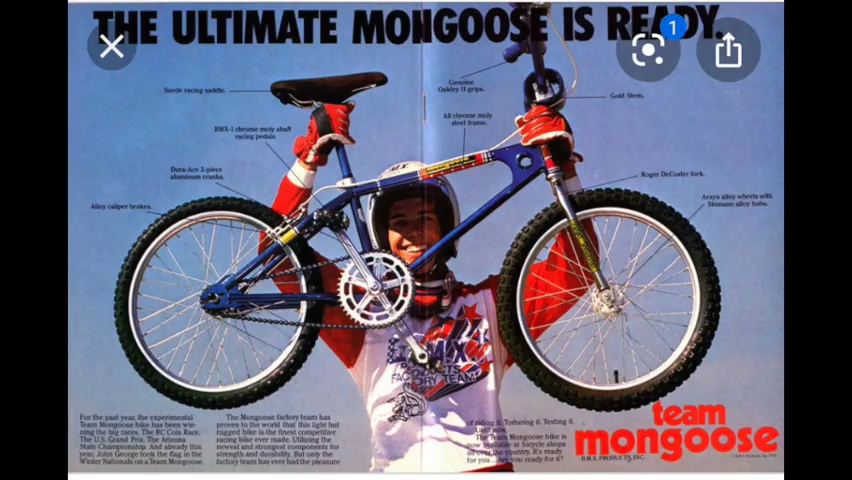 THE ULTIMATE MONGOOSE IS READY.
1
Suede racing saddle.
Genuine
Oakley II grips.
Gold Stem.
BMX-1 chrome moly shaft
racing pedals.
All chrome moly
steel frame.
Dura-Ace 3-piece
aluminum cranks.
Roger DeCoster fork.
Alloy caliper brakes.
Araya alloy wheels with
Shimano alloy hubs.
PRODUCTS
FACTORY TEAM
For the past year, the experimental
Team Mongoose bike has been win-
ning the big races. The RC Cola Race.
The U.S. Grand Prix. The Arizona
State Championship. And already this
year, John George took the flag in the
Winter Nationals on a Team Mongoose.
The Mongoose factory team has
proven to the world that this light but
rugged bike is the finest competitive
racing bike ever made. Utilizing the
newest and strongest components for
strength and durability. But only the
factory team has ever had the pleasure
of riding it. Torturing it. Testing it.
Until now.
The Team Mongoose bike is
now available at bicycle shops
all over the country. It's ready
for you. Are you ready for it?
team
mongoose
B.M.X. PRODUCTS, INC.